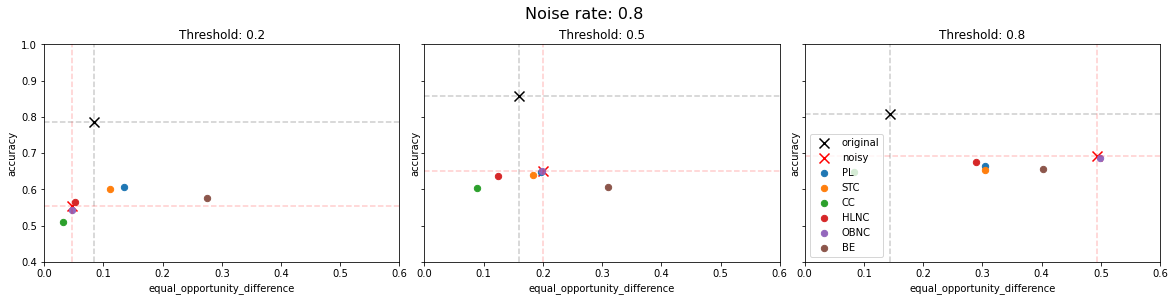 Noise rate: 0.8
Threshold: 0.2
Threshold: 0.5
Threshold: 0.8
1.0
0.9
0.8
0.7
0.6
0.5
0.4
accuracy
accuracy
accuracy
original
noisy
PL
STC
CC
HLNC
OBNC
BE
0.0 0.1 0.2 0.3 0.4 0.5 0.6
0.0 0.1 0.2 0.3 0.4 0.5 0.6
0.0 0.1 0.2 0.3 0.4 0.5 0.6
equal_opportunity_difference
equal_opportunity_difference
equal_opportunity_difference